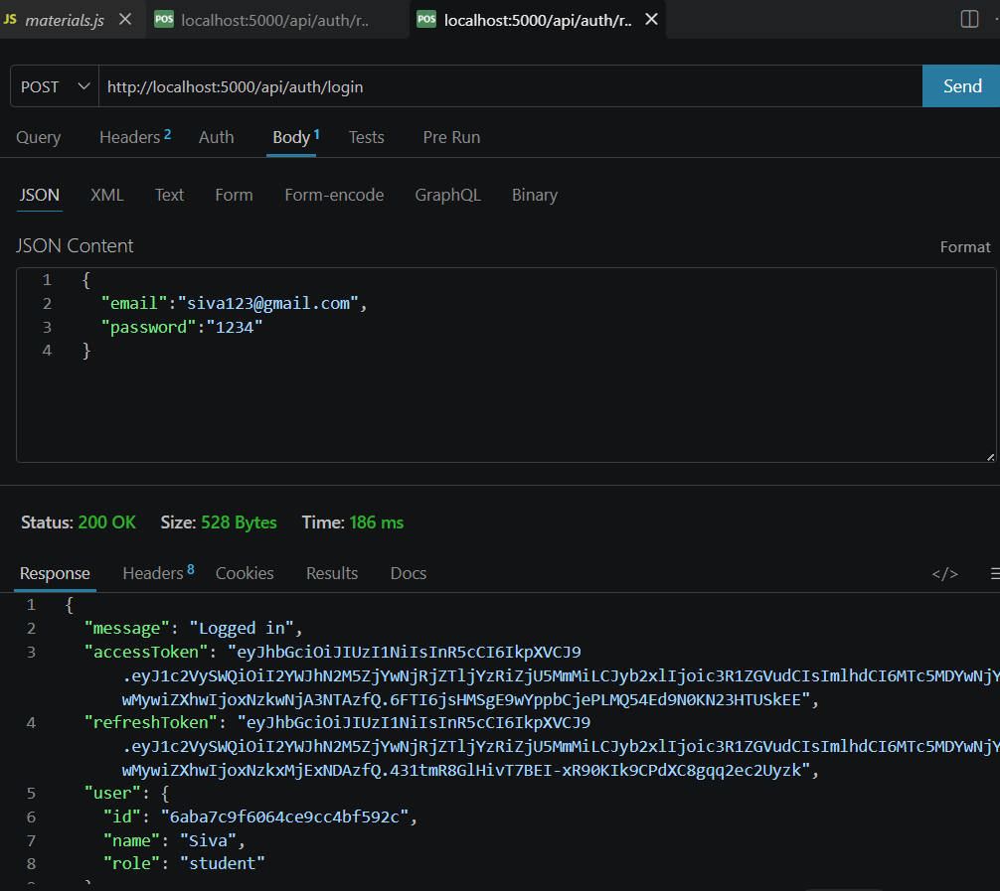 JS materials.js
POS localhost:5000/api/auth/r..
POS localhost:5000/api/auth/r..
POST http://localhost:5000/api/auth/login Send
Query Headers 2 Auth Body 1 Tests Pre Run
JSON XML Text Form Form-encode GraphQL Binary
JSON Content Format
1 {
2 "email":"siva123@gmail.com",
3 "password":"1234"
4 }
Status: 200 OK Size: 528 Bytes Time: 186 ms
Response Headers 8 Cookies Results Docs </>
1 {
2 "message": "Logged in",
3 "accessToken": "eyJhbGciOiJIUzI1NiIsInR5cCI6IkpXVCJ9
.eyJ1c2VySWQiOiI2YWJhN2M5ZjYwNjRjZTljYzRiZjU5MmMiLCJyb2xlIjoic3R1ZGVudCIsImlhdCI6MTc5MDYwNjY
wMywiZXhwIjoxNzkwNjA3NTAzfQ.6FTI6jsHMSgE9wYppbCjePLMQ54Ed9N0KN23HTUSkEE",
4 "refreshToken": "eyJhbGciOiJIUzI1NiIsInR5cCI6IkpXVCJ9
.eyJ1c2VySWQiOiI2YWJhN2M5ZjYwNjRjZTljYzRiZjU5MmMiLCJyb2xlIjoic3R1ZGVudCIsImlhdCI6MTc5MDYwNjY
wMywiZXhwIjoxNzkxMjExNDAzfQ.431tmR8GlHivT7BEI-xR90KIk9CPdXC8gqq2ec2Uyzk",
5 "user": {
6 "id": "6aba7c9f6064ce9cc4bf592c",
7 "name": "Siva",
8 "role": "student"